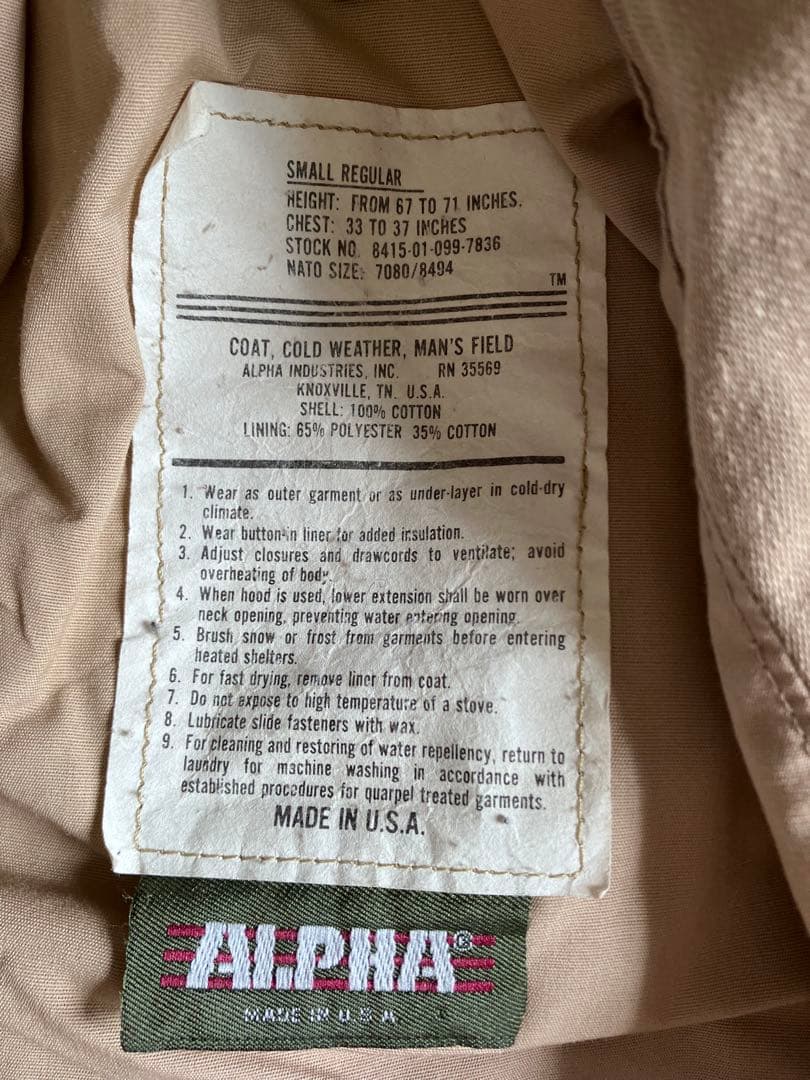 SMALL REGULAR
HEIGHT: FROM 67 TO 71 INCHES.
CHEST: 33 TO 37 INCHES
STOCK NO. 8415-01-099-7836
NATO SIZE: 7080/8494
TM
COAT, COLD WEATHER, MAN'S FIELD
ALPHA INDUSTRIES, INC. RN 35569
KNOXVILLE, TN. U.S.A.
SHELL: 100% COTTON
LINING: 65% POLYESTER 35% COTTON
1. Wear as outer garment or as under-layer in cold-dry
climate.
2. Wear button-in liner for added insulation.
3. Adjust closures and drawcords to ventilate; avoid
overheating of body.
4. When hood is used, lower extension shall be worn over
neck opening, preventing water entering opening.
5. Brush snow or frost from garments before entering
heated shelters.
6. For fast drying, remove liner from coat.
7. Do not expose to high temperature of a stove.
8. Lubricate slide fasteners with wax.
9. For cleaning and restoring of water repellency, return to
laundry for machine washing in accordance with
established procedures for quarpel treated garments.
MADE IN U.S.A.
ALPHA®
MADE IN U S A